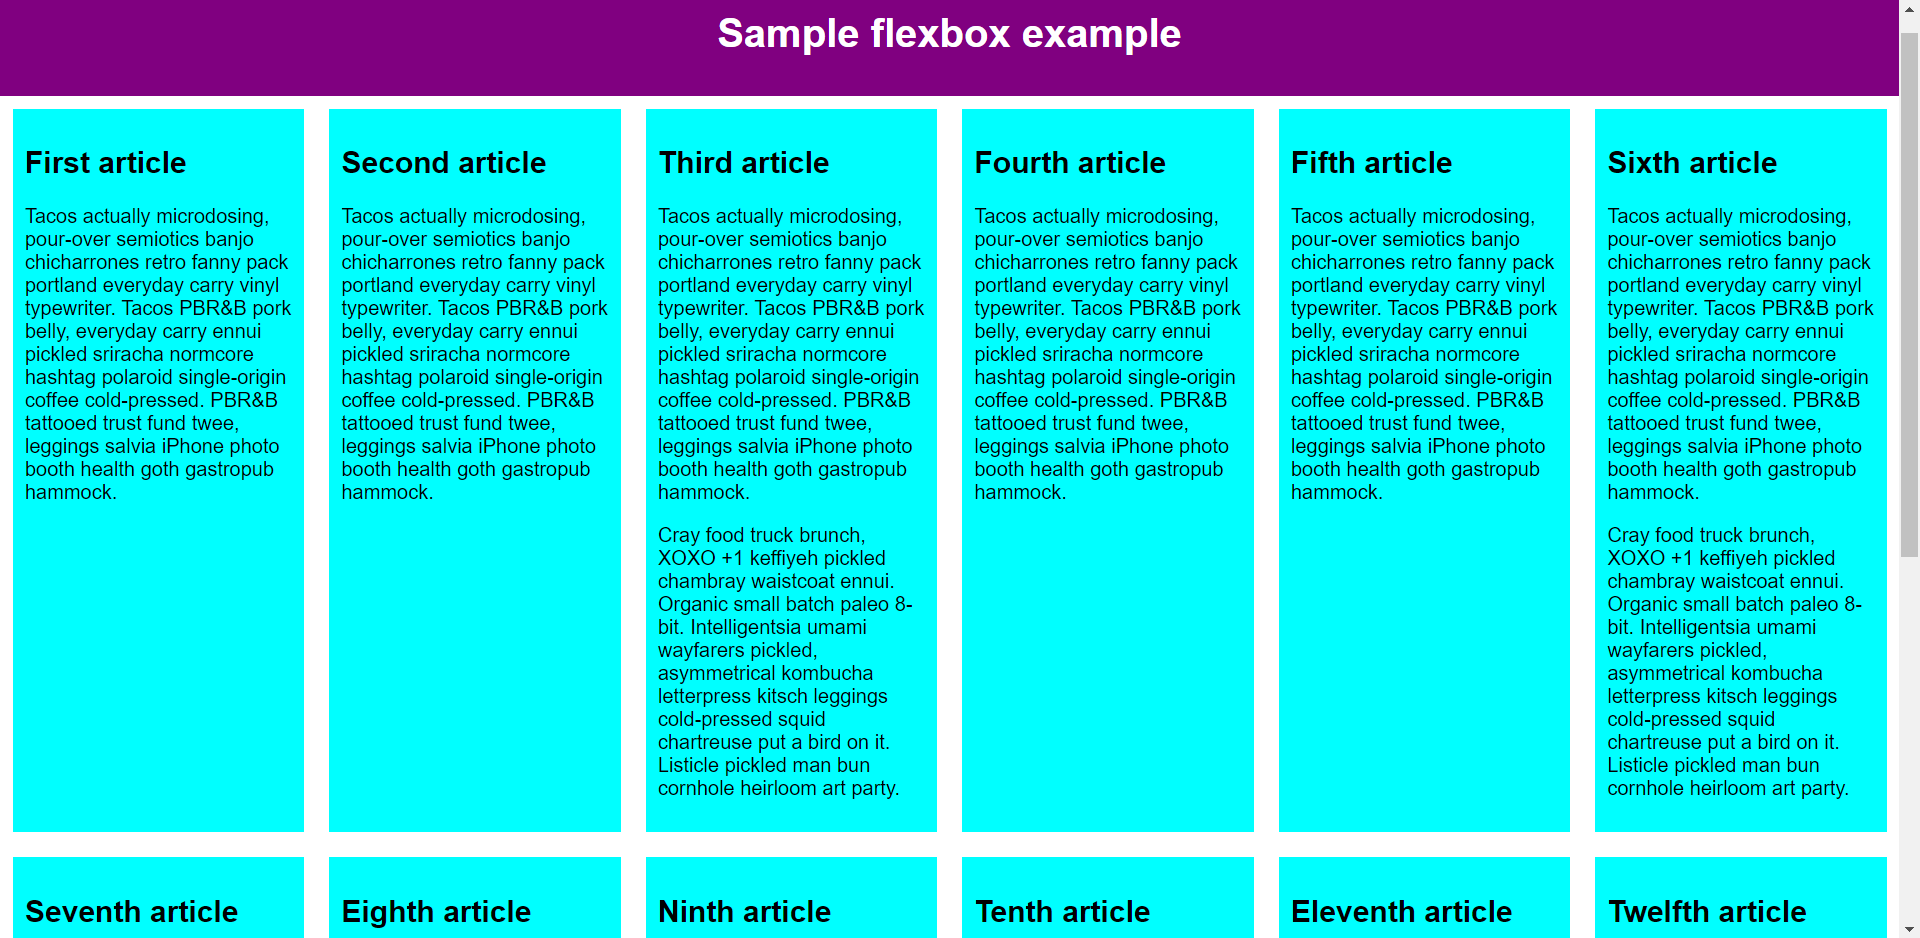 Sample flexbox example
First article
Tacos actually microdosing,
pour-over semiotics banjo
chicharrones retro fanny pack
portland everyday carry vinyl
typewriter. Tacos PBR&B pork
belly, everyday carry ennui
pickled sriracha normcore
hashtag polaroid single-origin
coffee cold-pressed. PBR&B
tattooed trust fund twee,
leggings salvia iPhone photo
booth health goth gastropub
hammock.
Second article
Tacos actually microdosing,
pour-over semiotics banjo
chicharrones retro fanny pack
portland everyday carry vinyl
typewriter. Tacos PBR&B pork
belly, everyday carry ennui
pickled sriracha normcore
hashtag polaroid single-origin
coffee cold-pressed. PBR&B
tattooed trust fund twee,
leggings salvia iPhone photo
booth health goth gastropub
hammock.
Third article
Tacos actually microdosing,
pour-over semiotics banjo
chicharrones retro fanny pack
portland everyday carry vinyl
typewriter. Tacos PBR&B pork
belly, everyday carry ennui
pickled sriracha normcore
hashtag polaroid single-origin
coffee cold-pressed. PBR&B
tattooed trust fund twee,
leggings salvia iPhone photo
booth health goth gastropub
hammock.
Cray food truck brunch,
XOXO +1 keffiyeh pickled
chambray waistcoat ennui.
Organic small batch paleo 8-
bit. Intelligentsia umami
wayfarers pickled,
asymmetrical kombucha
letterpress kitsch leggings
cold-pressed squid
chartreuse put a bird on it.
Listicle pickled man bun
cornhole heirloom art party.
Fourth article
Tacos actually microdosing,
pour-over semiotics banjo
chicharrones retro fanny pack
portland everyday carry vinyl
typewriter. Tacos PBR&B pork
belly, everyday carry ennui
pickled sriracha normcore
hashtag polaroid single-origin
coffee cold-pressed. PBR&B
tattooed trust fund twee,
leggings salvia iPhone photo
booth health goth gastropub
hammock.
Fifth article
Tacos actually microdosing,
pour-over semiotics banjo
chicharrones retro fanny pack
portland everyday carry vinyl
typewriter. Tacos PBR&B pork
belly, everyday carry ennui
pickled sriracha normcore
hashtag polaroid single-origin
coffee cold-pressed. PBR&B
tattooed trust fund twee,
leggings salvia iPhone photo
booth health goth gastropub
hammock.
Sixth article
Tacos actually microdosing,
pour-over semiotics banjo
chicharrones retro fanny pack
portland everyday carry vinyl
typewriter. Tacos PBR&B pork
belly, everyday carry ennui
pickled sriracha normcore
hashtag polaroid single-origin
coffee cold-pressed. PBR&B
tattooed trust fund twee,
leggings salvia iPhone photo
booth health goth gastropub
hammock.
Cray food truck brunch,
XOXO +1 keffiyeh pickled
chambray waistcoat ennui.
Organic small batch paleo 8-
bit. Intelligentsia umami
wayfarers pickled,
asymmetrical kombucha
letterpress kitsch leggings
cold-pressed squid
chartreuse put a bird on it.
Listicle pickled man bun
cornhole heirloom art party.
Seventh article
Eighth article
Ninth article
Tenth article
Eleventh article
Twelfth article